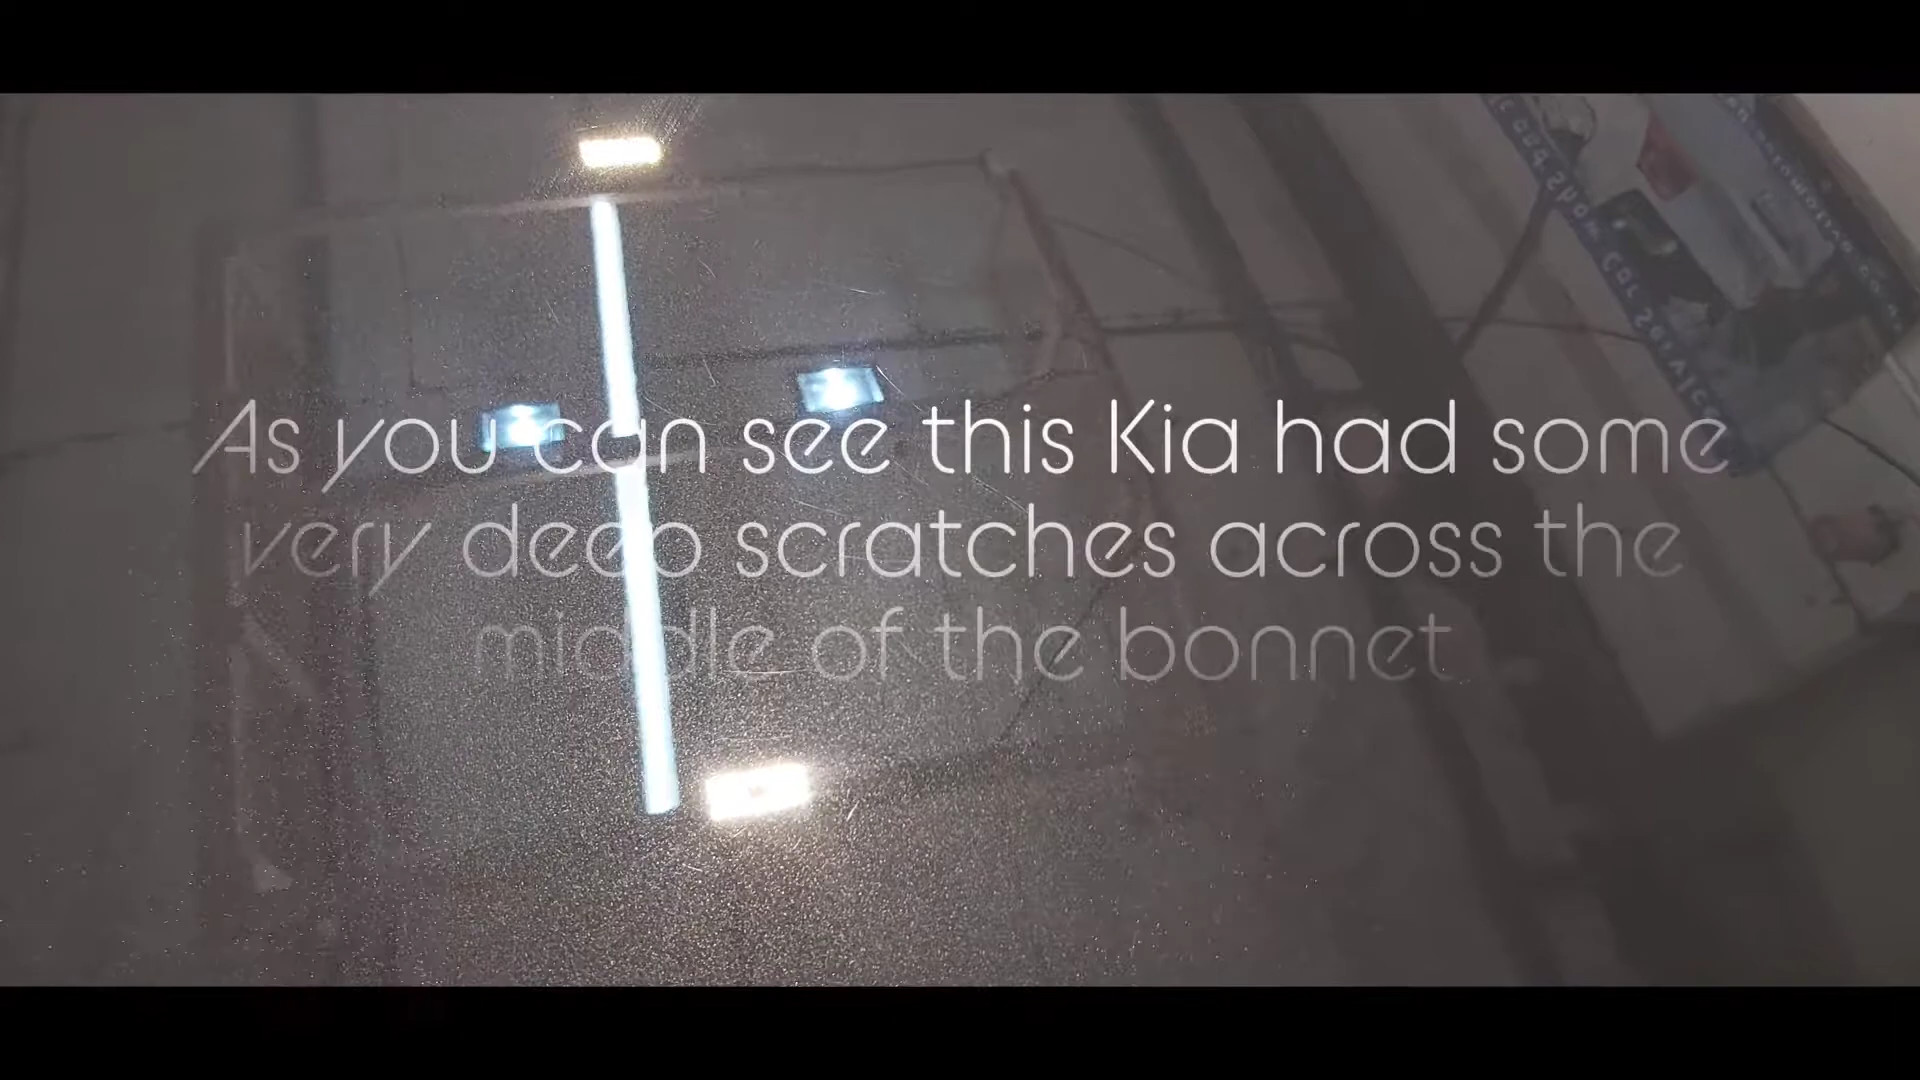 As you can see this Kia had some
very deep scratches across the
middle of the bonnet